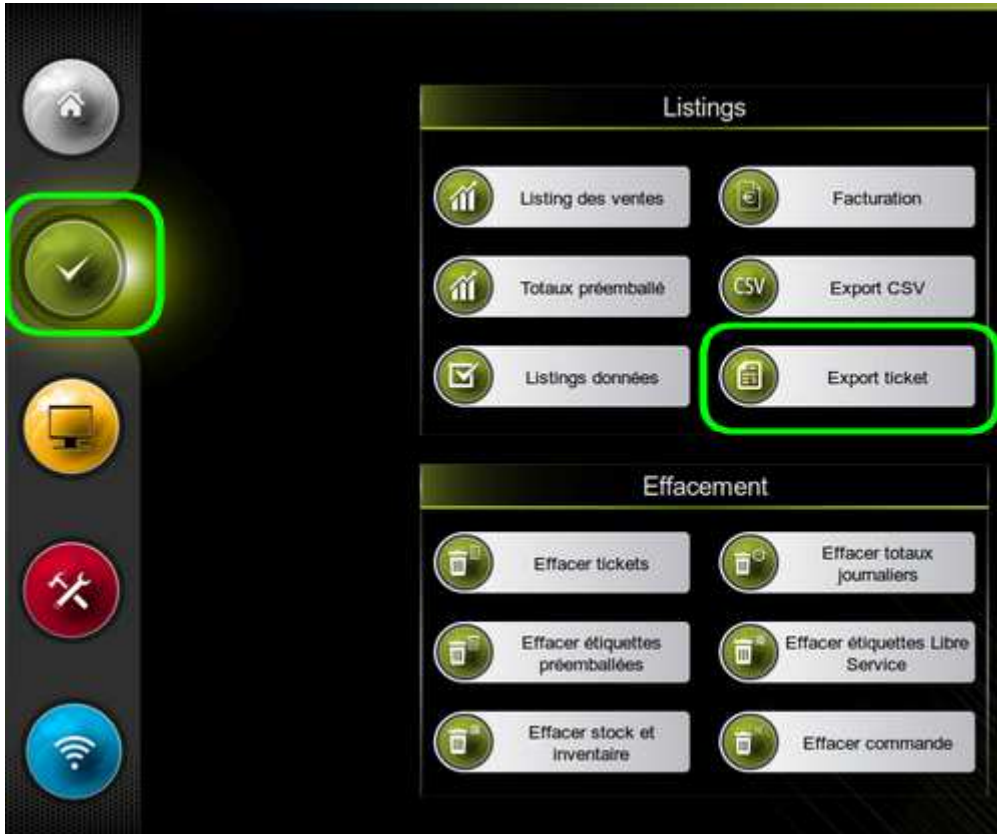 Listings
Listing des ventes
Facturation
Totaux préemballé
CSV
Export CSV
Listings données
Export ticket
Effacement
Effacer tickets
Effacer totaux
journaliers
Effacer étiquettes
préemballées
Effacer étiquettes Libre
Service
Effacer stock et
inventaire
Effacer commande